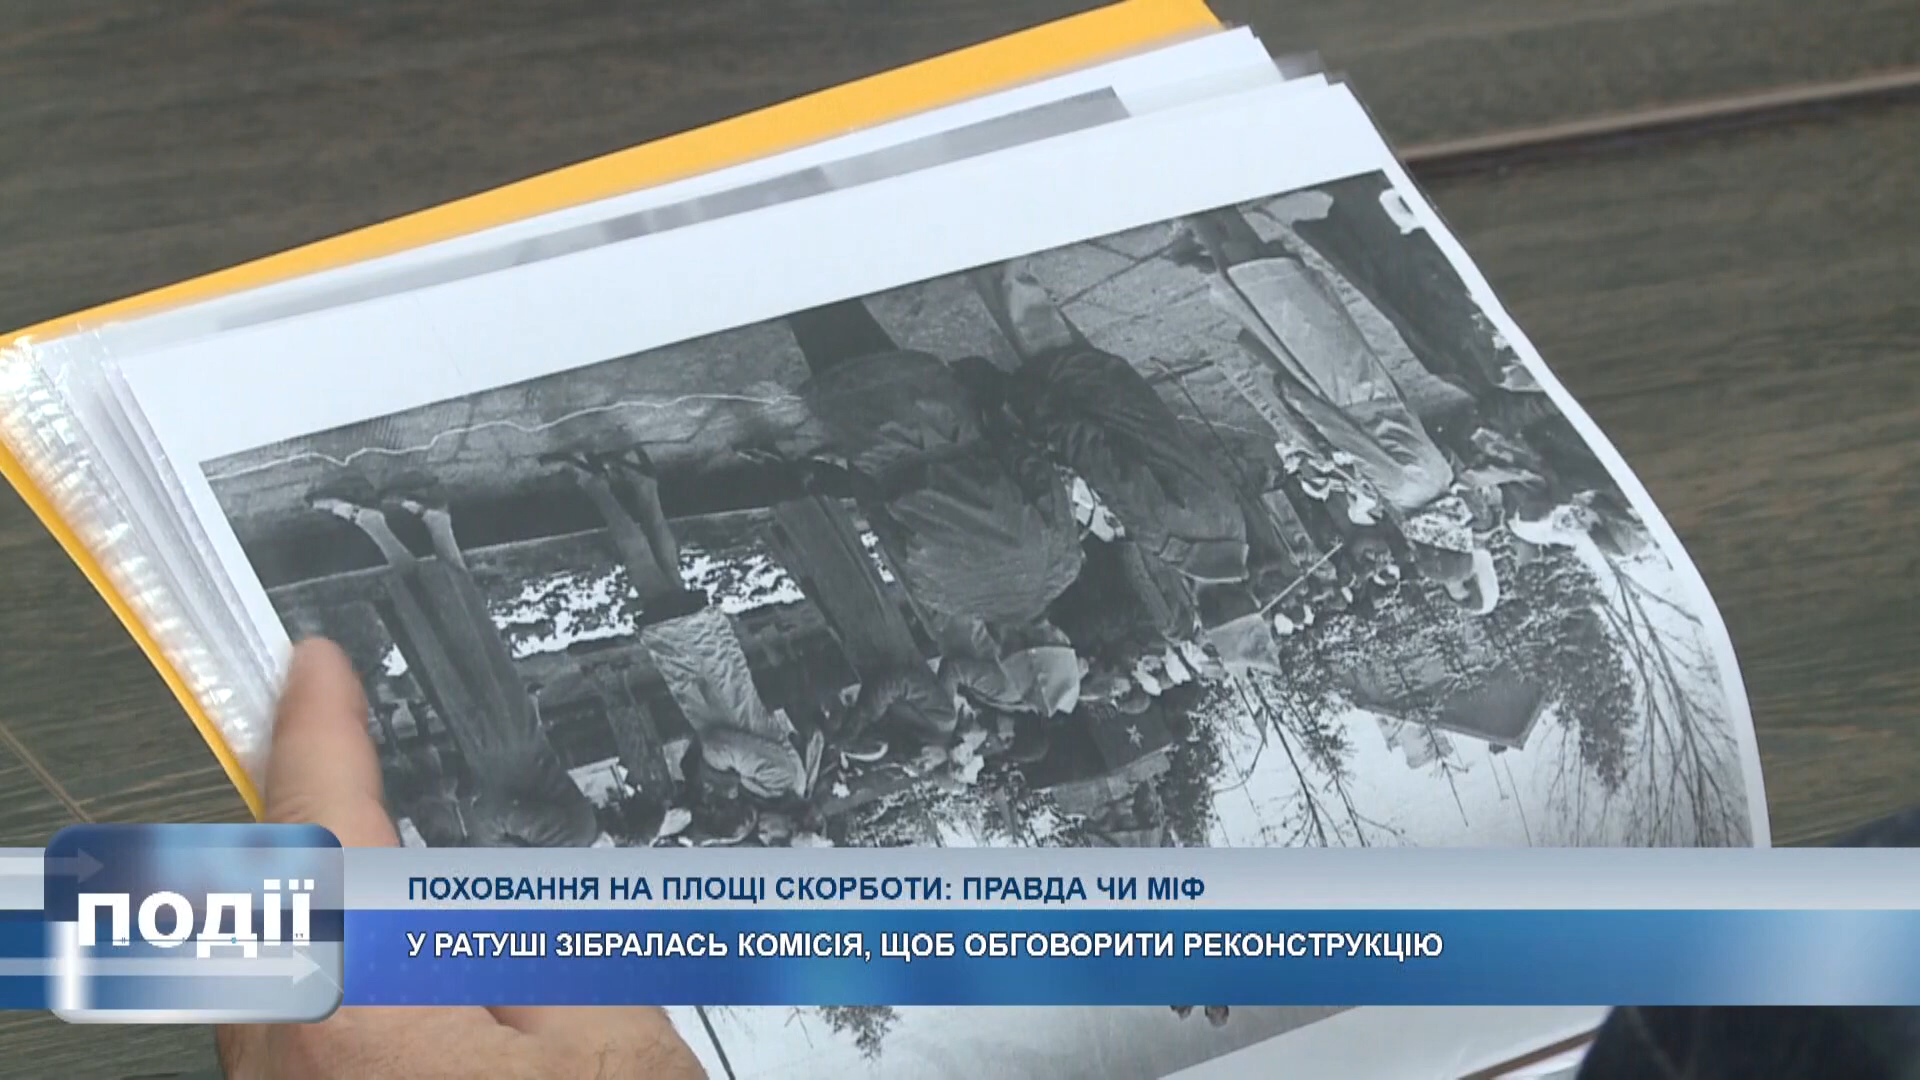 ПОХОВАННЯ НА ПЛОЩІ СКОРБОТИ: ПРАВДА ЧИ МІФ
події
У РАТУШІ ЗІБРАЛАСЬ КОМІСІЯ, ЩОБ ОБГОВОРИТИ РЕКОНСТРУКЦІЮ